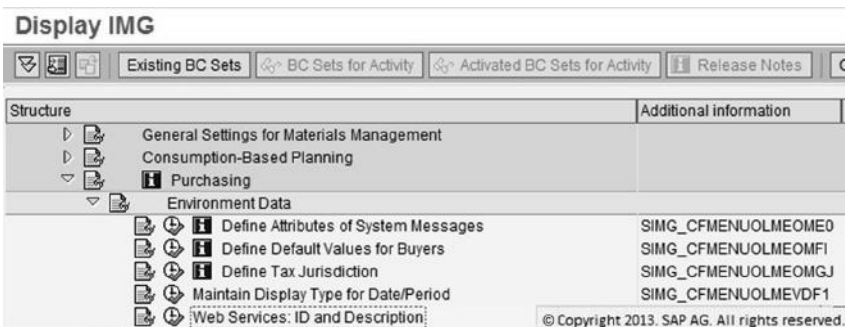 Display IMG
Existing BC Sets BC Sets for Activity Activated BC Sets for Activity Release Notes
Structure Additional information
General Settings for Materials Management
Consumption-Based Planning
Purchasing
Environment Data
Define Attributes of System Messages SIMG_CFMENUOLMEOME0
Define Default Values for Buyers SIMG_CFMENUOLMEOMFI
Define Tax Jurisdiction SIMG_CFMENUOLMEOMGJ
Maintain Display Type for Date/Period SIMG_CFMENUOLMEVDF1
Web Services: ID and Description © Copyright 2013. SAP AG. All rights reserved.